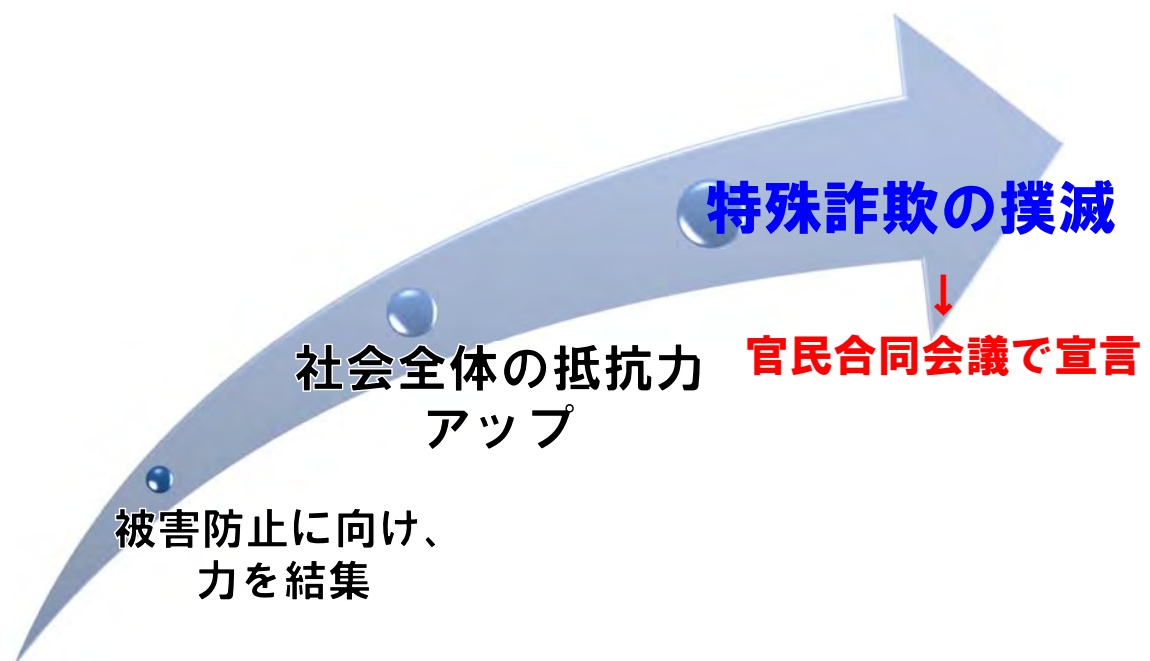 特殊詐欺の撲滅
↓
官民合同会議で宣言
社会全体の抵抗力
アップ
被害防止に向け、
力を結集